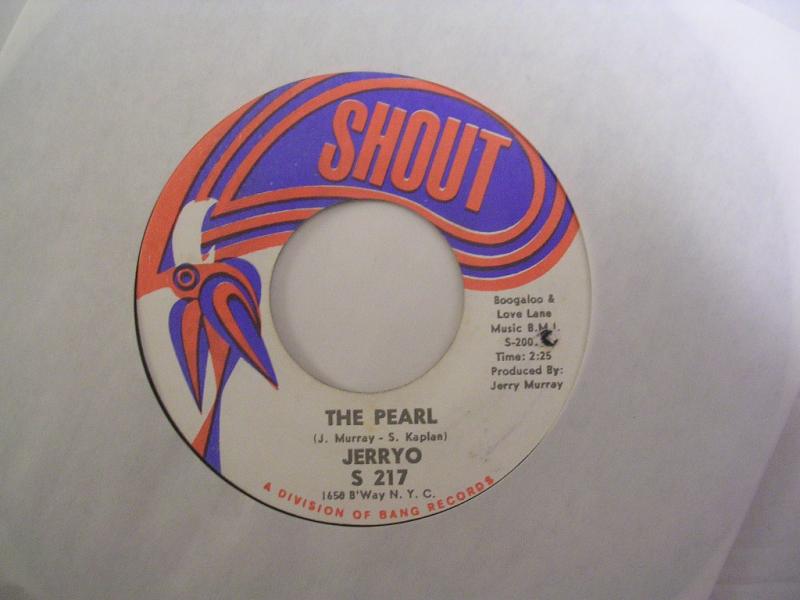 SHOUT
Boogaloo &
Love Lane
Music B.M.I.
S-200
Time: 2:25
Produced By:
Jerry Murray
THE PEARL
(J. Murray - S. Kaplan)
JERRYO
S 217
1650 B'Way N. Y. C.
A DIVISION OF BANG RECORDS